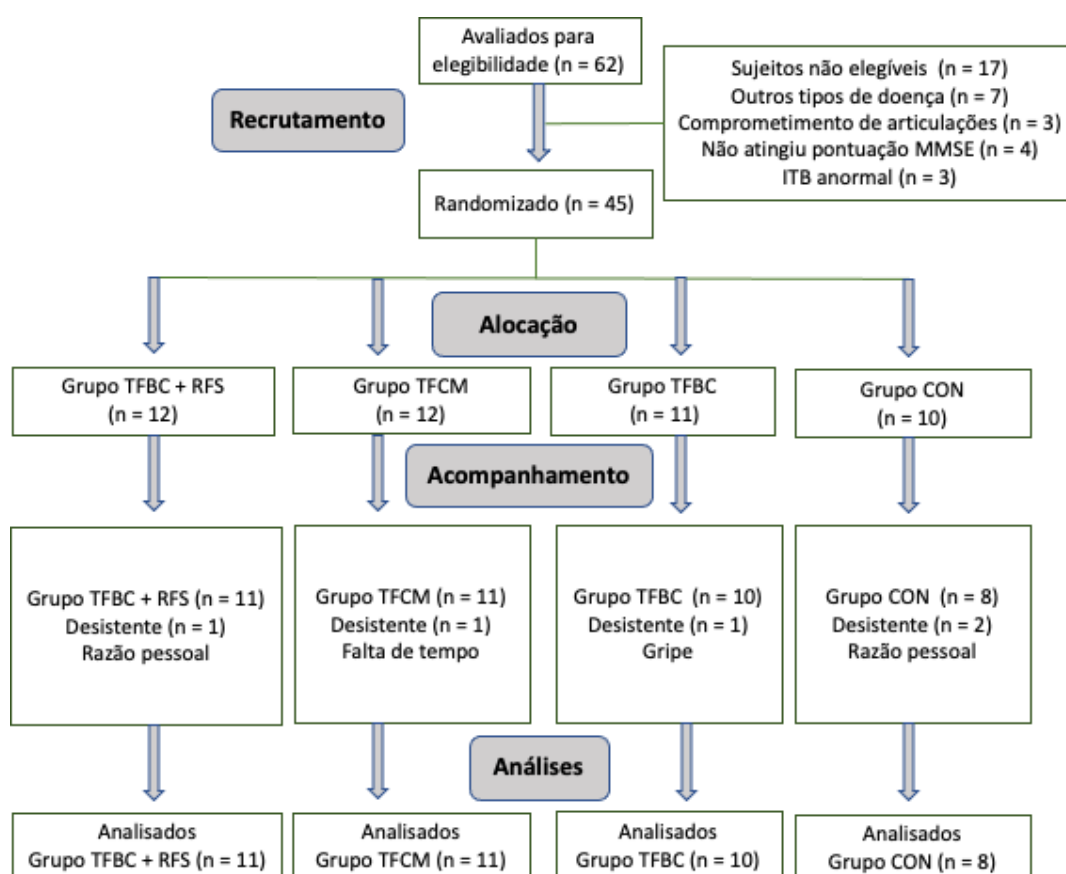 Avaliados para
elegibilidade (n = 62)
Sujeitos não elegíveis  (n = 17)
Outros tipos de doença (n = 7)
Comprometimento de articulações (n = 3)
Não atingiu pontuação MMSE (n = 4)
ITB anormal (n = 3)
Recrutamento
Randomizado (n = 45)
Alocação
Grupo TFBC + RFS
(n = 12)
Grupo TFCM
(n = 12)
Grupo TFBC
(n = 11)
Grupo CON
(n = 10)
Acompanhamento
Grupo TFBC + RFS (n = 11)
Desistente (n = 1)
Razão pessoal
Grupo TFCM (n = 11)
Desistente (n = 1)
Falta de tempo
Grupo TFBC  (n = 10)
Desistente (n = 1)
Gripe
Grupo CON  (n = 8)
Desistente (n = 2)
Razão pessoal
Análises
Analisados
Grupo TFBC + RFS (n = 11)
Analisados
Grupo TFCM (n = 11)
Analisados
Grupo TFBC (n = 10)
Analisados
Grupo CON (n = 8)